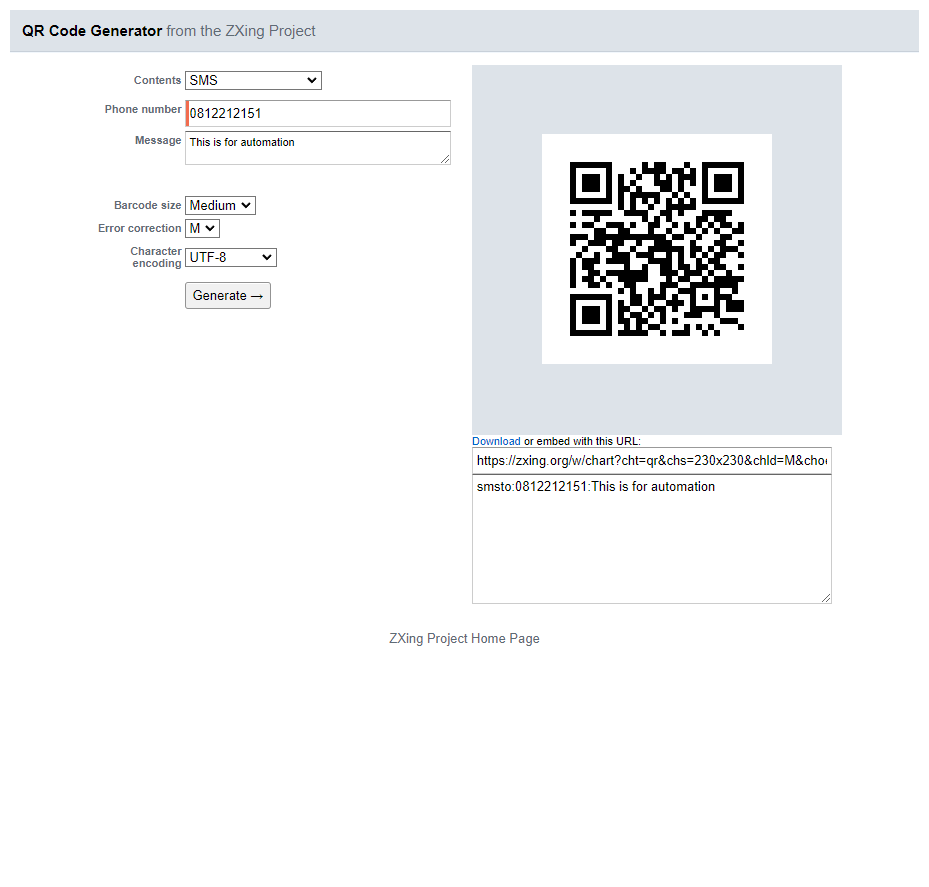 QR Code Generator from the ZXing Project
Contents SMS
Phone number 0812212151
Message This is for automation
Barcode size Medium
Error correction M
Character
encoding UTF-8
Generate →
Download or embed with this URL:
https://zxing.org/w/chart?cht=qr&chs=230x230&chld=M&choe
smsto:0812212151:This is for automation
ZXing Project Home Page